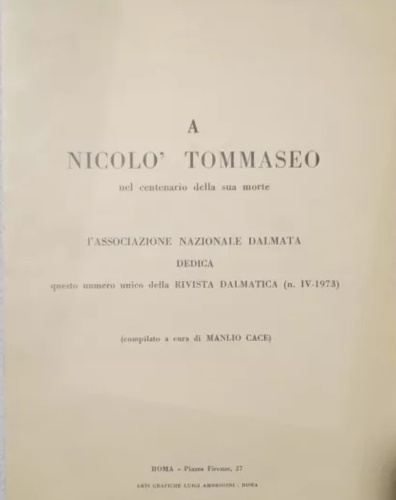 A
NICOLO' TOMMASEO
nel centenario della sua morte
l'ASSOCIAZIONE NAZIONALE DALMATA
DEDICA
questo numero unico della RIVISTA DALMATICA (n. IV-1973)
(compilato a cura di MANLIO CACE)
ROMA - Piazza Firenze, 27
ARTI GRAFICHE LUIGI AMBROSINI - ROMA